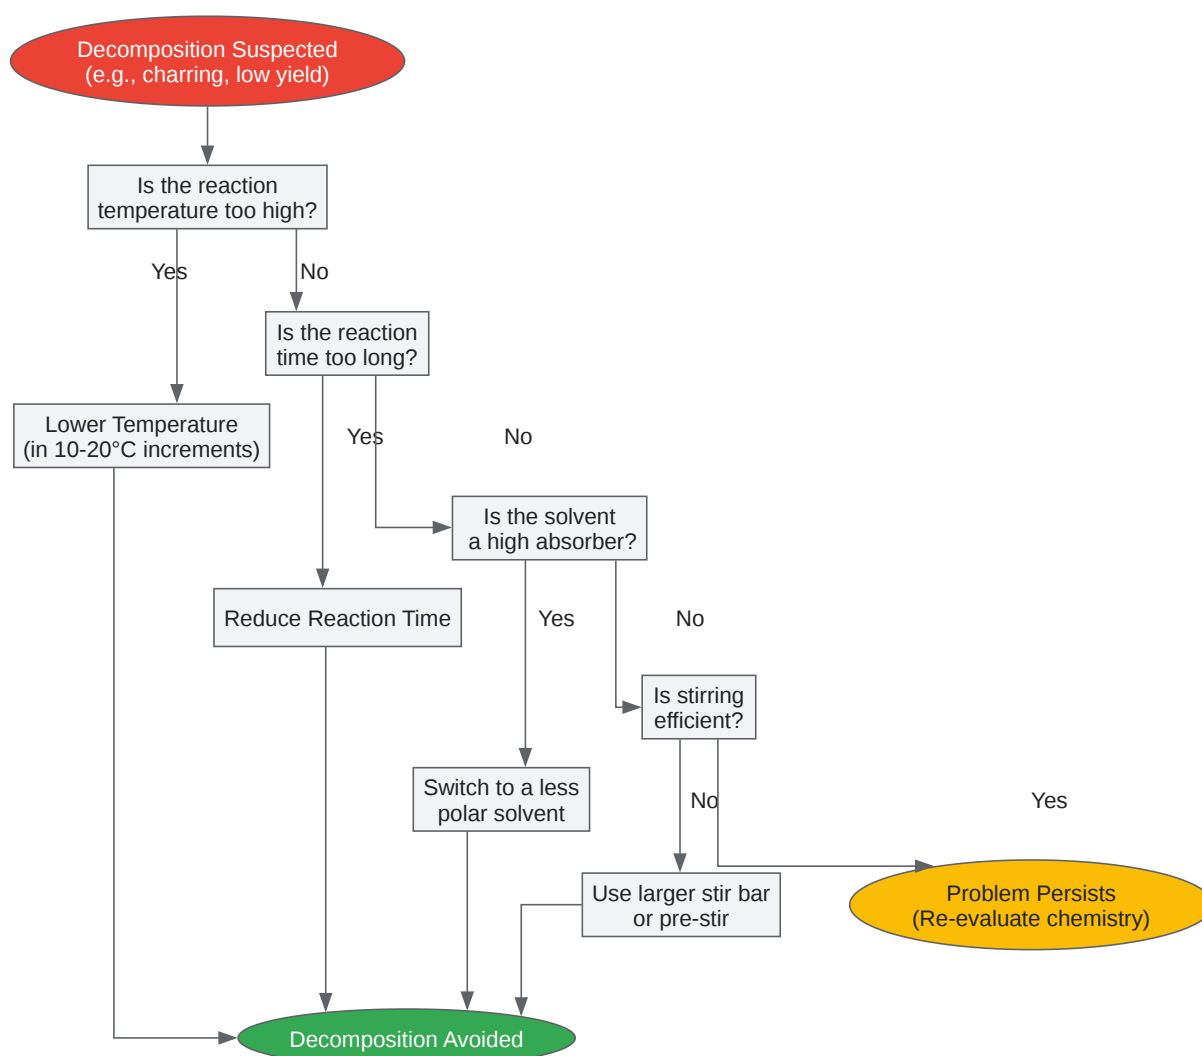 Decomposition Suspected
(e.g., charring, low yield)
Is the reaction
temperature too high?
Yes
No
Is the reaction
time too long?
Lower Temperature
(in 10-20°C increments)
Yes
No
Is the solvent
a high absorber?
Reduce Reaction Time
Yes
No
Is stirring
efficient?
Switch to a less
polar solvent
No
Yes
Use larger stir bar
or pre-stir
Problem Persists
(Re-evaluate chemistry)
Decomposition Avoided